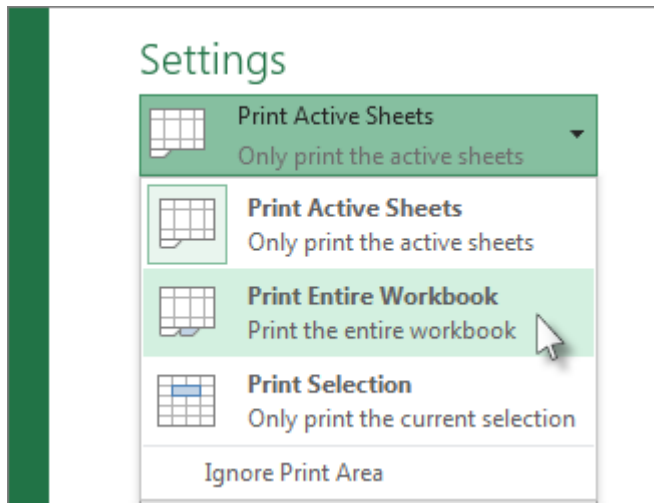 Settings
Print Active Sheets
Only print the active sheets
Print Active Sheets
Only print the active sheets
Print Entire Workbook
Print the entire workbook
Print Selection
Only print the current selection
Ignore Print Area